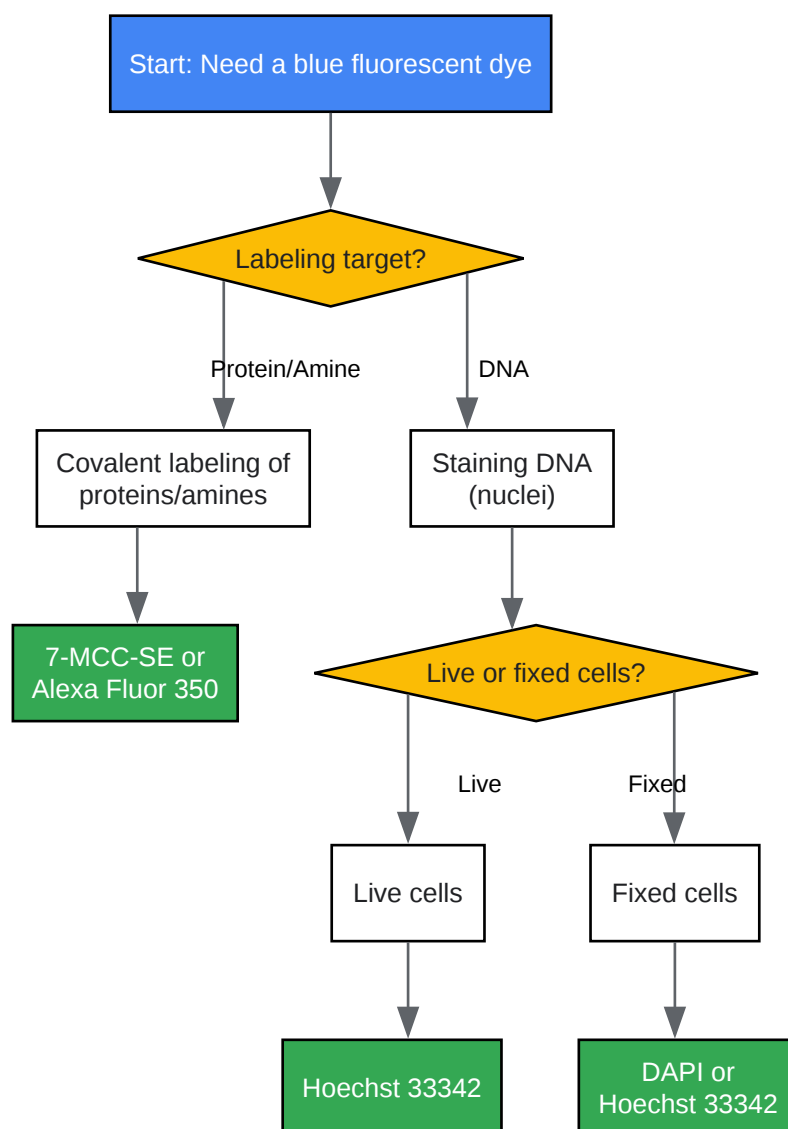 Start: Need a blue fluorescent dye
Labeling target?
Protein/Amine
DNA
Covalent labeling of
proteins/amines
Staining DNA
(nuclei)
7-MCC-SE or
Alexa Fluor 350
Live or fixed cells?
Live
Fixed
Live cells
Fixed cells
Hoechst 33342
DAPI or
Hoechst 33342